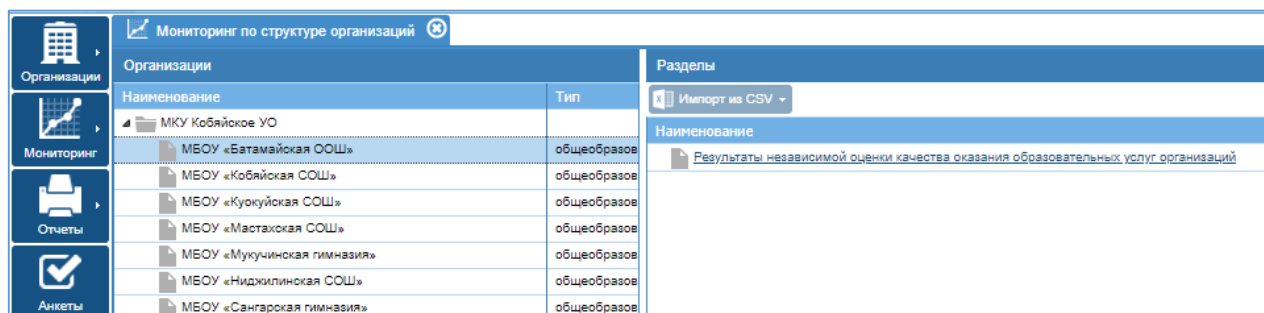 Организации
Мониторинг
Отчеты
Анкеты
Мониторинг по структуре организаций
Организации
Наименование Тип
МКУ Кобяйское УО
МБОУ «Батамайская ООШ» общеобразов
МБОУ «Кобяйская СОШ» общеобразов
МБОУ «Куокуйская СОШ» общеобразов
МБОУ «Мастахская СОШ» общеобразов
МБОУ «Мукучинская гимназия» общеобразов
МБОУ «Ниджилинская СОШ» общеобразов
МБОУ «Сангарская гимназия» общеобразов
Разделы
Импорт из CSV
Наименование
Результаты независимой оценки качества оказания образовательных услуг организаций